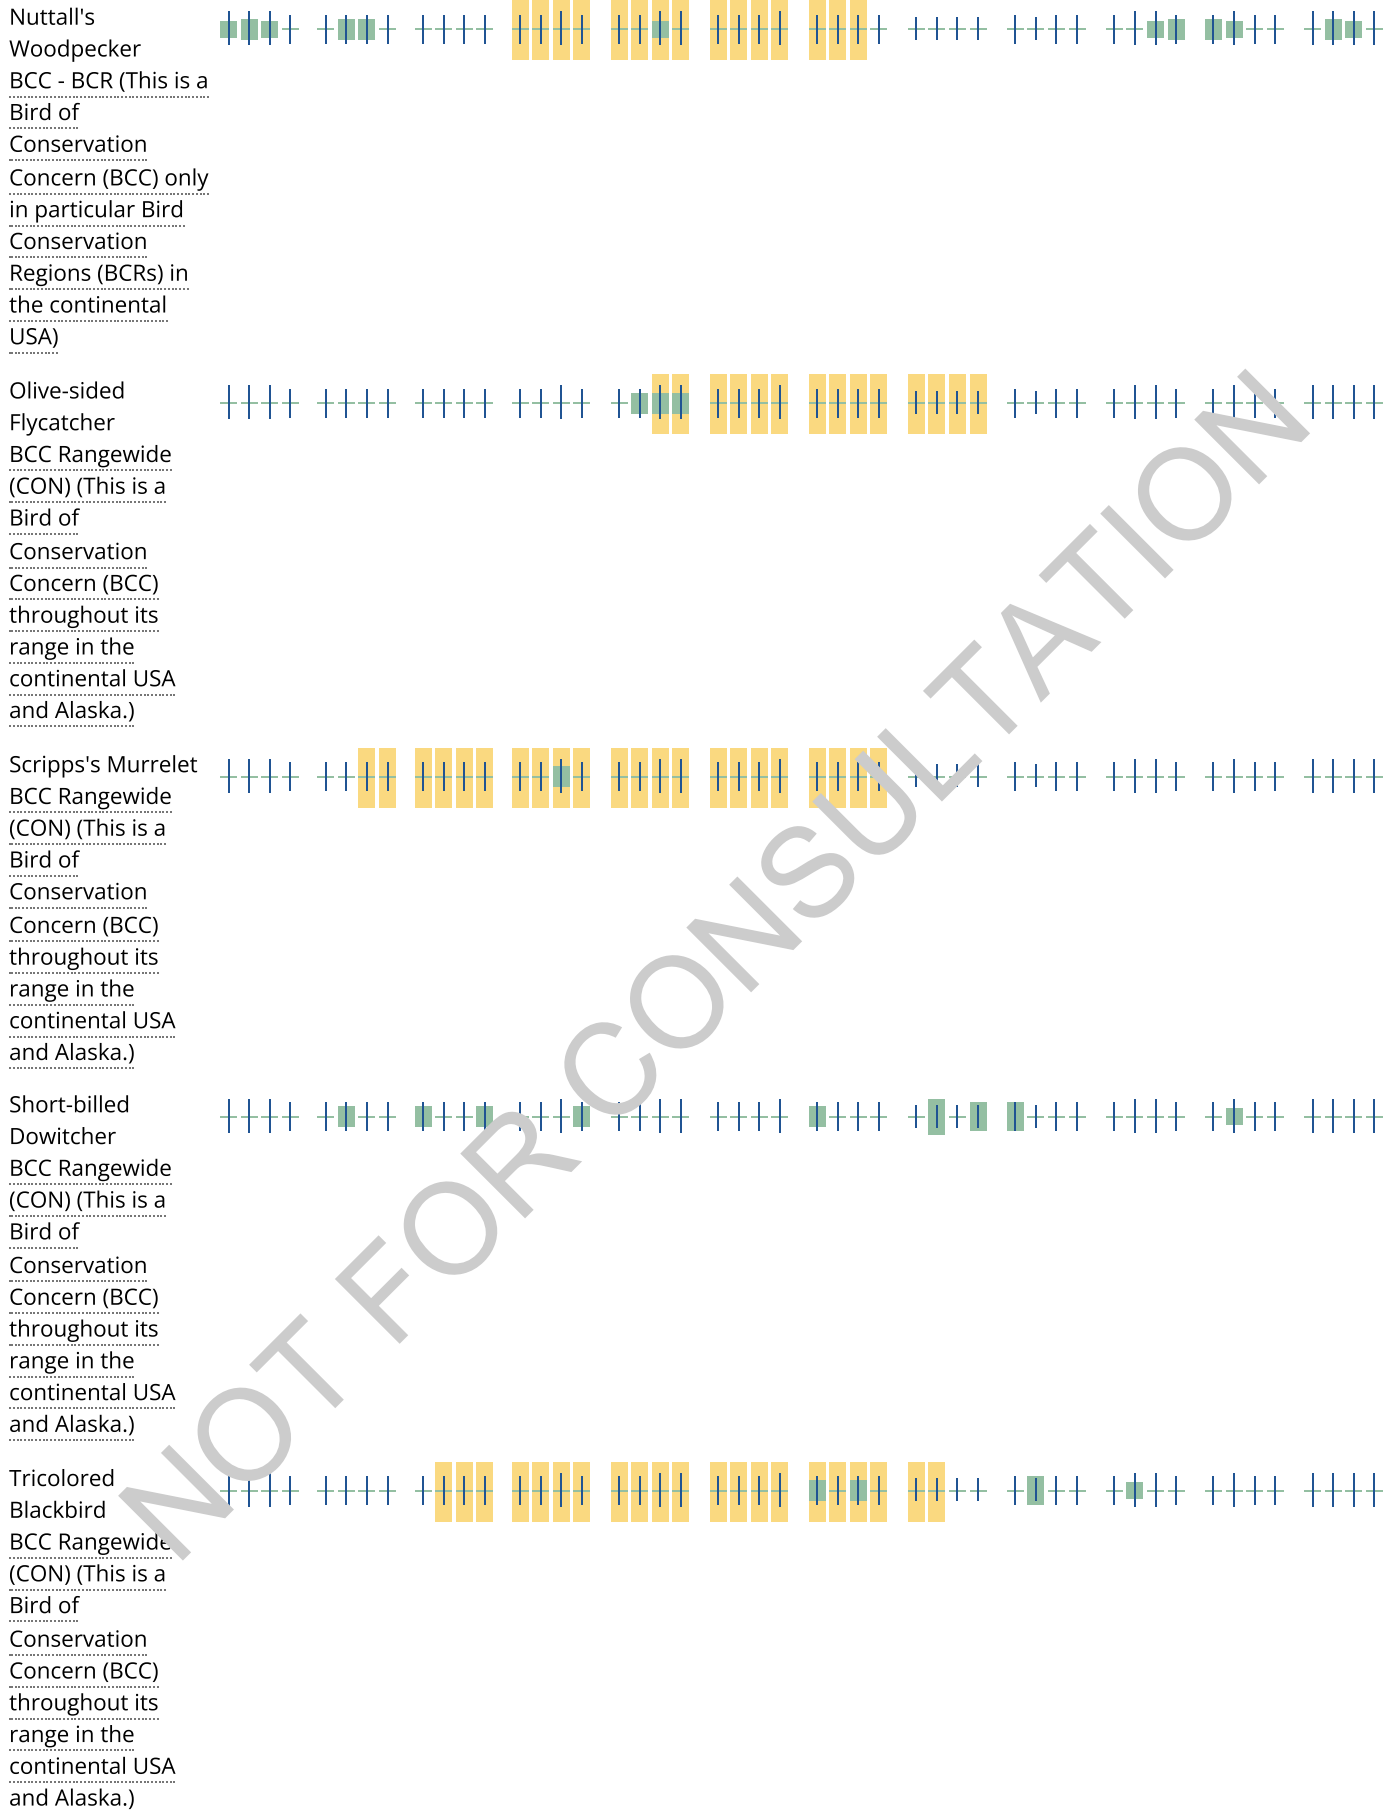 Nuttall's
Woodpecker
BCC - BCR (This is a
Bird of
Conservation
Concern (BCC) only
in particular Bird
Conservation
Regions (BCRs) in
the continental
USA)
Olive-sided
Flycatcher
BCC Rangewide
(CON) (This is a
Bird of
Conservation
Concern (BCC)
throughout its
range in the
continental USA
and Alaska.)
Scripps's Murrelet
BCC Rangewide
(CON) (This is a
Bird of
Conservation
Concern (BCC)
throughout its
range in the
continental USA
and Alaska.)
Short-billed
Dowitcher
BCC Rangewide
(CON) (This is a
Bird of
Conservation
Concern (BCC)
throughout its
range in the
continental USA
and Alaska.)
Tricolored
Blackbird
BCC Rangewide
(CON) (This is a
Bird of
Conservation
Concern (BCC)
throughout its
range in the
continental USA
and Alaska.)
NOT FOR CONSULTATION